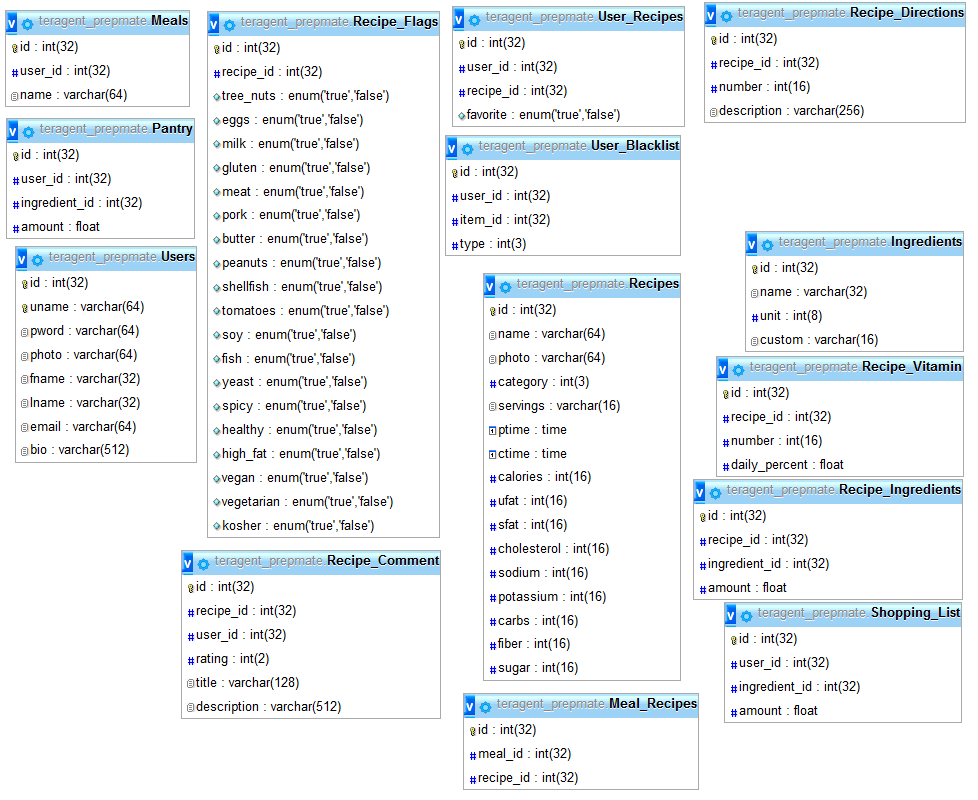 teragent_prepmate.Meals
id : int(32)
user_id : int(32)
name : varchar(64)
teragent_prepmate.Pantry
id : int(32)
user_id : int(32)
ingredient_id : int(32)
amount : float
teragent_prepmate.Users
id : int(32)
uname : varchar(64)
pword : varchar(64)
photo : varchar(64)
fname : varchar(32)
lname : varchar(32)
email : varchar(64)
bio : varchar(512)
teragent_prepmate.Recipe_Flags
id : int(32)
recipe_id : int(32)
tree_nuts : enum('true','false')
eggs : enum('true','false')
milk : enum('true','false')
gluten : enum('true','false')
meat : enum('true','false')
pork : enum('true','false')
butter : enum('true','false')
peanuts : enum('true','false')
shellfish : enum('true','false')
tomatoes : enum('true','false')
soy : enum('true','false')
fish : enum('true','false')
yeast : enum('true','false')
spicy : enum('true','false')
healthy : enum('true','false')
high_fat : enum('true','false')
vegan : enum('true','false')
vegetarian : enum('true','false')
kosher : enum('true','false')
teragent_prepmate.Recipe_Comment
id : int(32)
recipe_id : int(32)
user_id : int(32)
rating : int(2)
title : varchar(128)
description : varchar(512)
teragent_prepmate.User_Recipes
id : int(32)
user_id : int(32)
recipe_id : int(32)
favorite : enum('true','false')
teragent_prepmate.User_Blacklist
id : int(32)
user_id : int(32)
item_id : int(32)
type : int(3)
teragent_prepmate.Recipes
id : int(32)
name : varchar(64)
photo : varchar(64)
category : int(3)
servings : varchar(16)
ptime : time
ctime : time
calories : int(16)
ufat : int(16)
sfat : int(16)
cholesterol : int(16)
sodium : int(16)
potassium : int(16)
carbs : int(16)
fiber : int(16)
sugar : int(16)
teragent_prepmate.Meal_Recipes
id : int(32)
meal_id : int(32)
recipe_id : int(32)
teragent_prepmate.Recipe_Directions
id : int(32)
recipe_id : int(32)
number : int(16)
description : varchar(256)
teragent_prepmate.Ingredients
id : int(32)
name : varchar(32)
unit : int(8)
custom : varchar(16)
teragent_prepmate.Recipe_Vitamin
id : int(32)
recipe_id : int(32)
number : int(16)
daily_percent : float
teragent_prepmate.Recipe_Ingredients
id : int(32)
recipe_id : int(32)
ingredient_id : int(32)
amount : float
teragent_prepmate.Shopping_List
id : int(32)
user_id : int(32)
ingredient_id : int(32)
amount : float